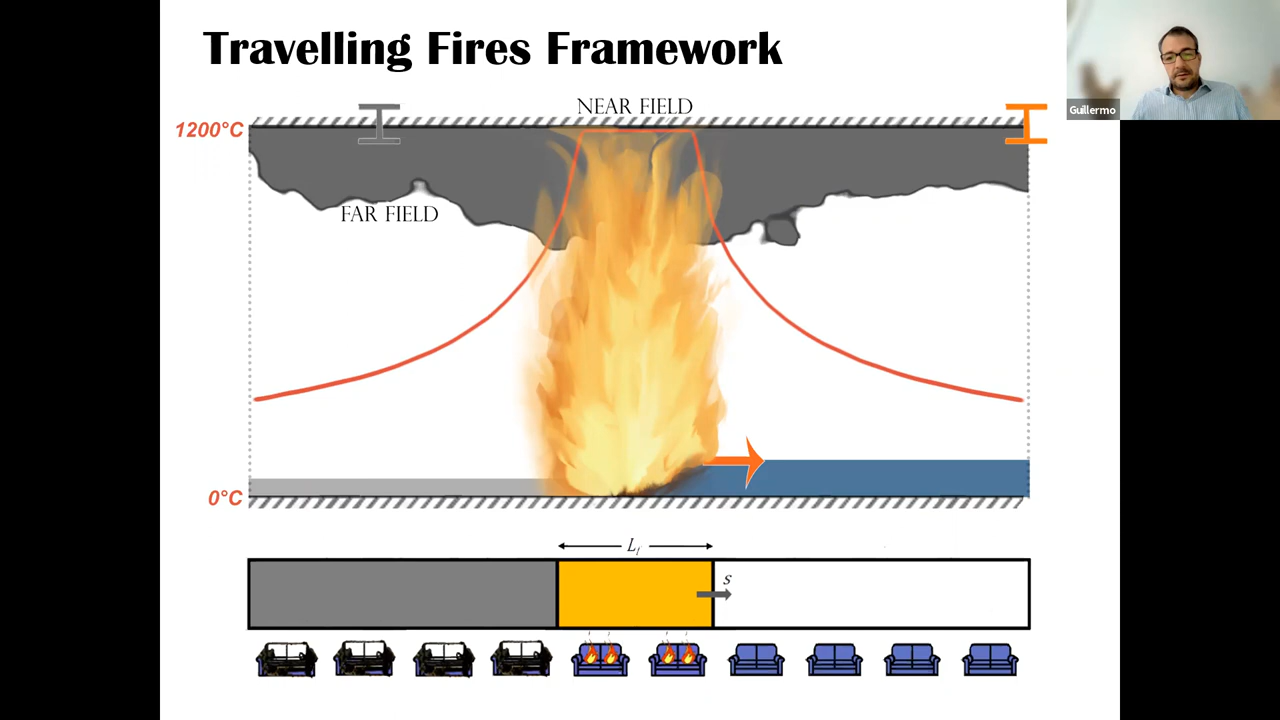 Travelling Fires Framework
Guillermo
NEAR FIELD
1200°C
FAR FIELD
0°C
Lf
s